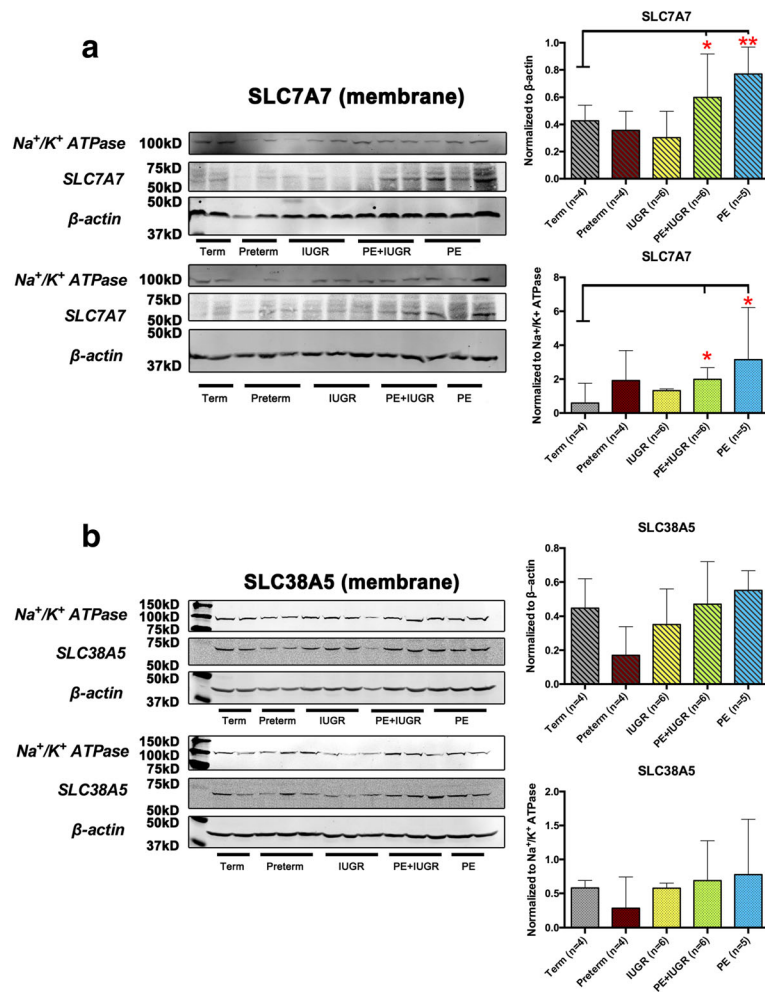 a
SLC7A7 (membrane)
Na⁺/K⁺ ATPase
100kD
SLC7A7
75kD
50kD
β-actin
50kD
37kD
Term Preterm IUGR PE+IUGR PE
Na⁺/K⁺ ATPase
100kD
SLC7A7
75kD
50kD
β-actin
37kD
Term Preterm IUGR PE+IUGR PE
SLC7A7
Normalized to β-actin
1.0
0.8
0.6
0.4
0.2
0.0
* **
Term (n=4) Preterm (n=4) IUGR (n=6) PE+IUGR (n=6) PE (n=5)
SLC7A7
Normalized to Na+/K+ ATPase
8
6
4
2
0
* *
Term (n=4) Preterm (n=4) IUGR (n=6) PE+IUGR (n=6) PE (n=5)
b
SLC38A5 (membrane)
Na⁺/K⁺ ATPase
150kD
100kD
75kD
SLC38A5
75kD
50kD
β-actin
50kD
37kD
Term Preterm IUGR PE+IUGR PE
Na⁺/K⁺ ATPase
150kD
100kD
75kD
SLC38A5
75kD
50kD
β-actin
50kD
37kD
Term Preterm IUGR PE+IUGR PE
SLC38A5
Normalized to β-actin
0.8
0.6
0.4
0.2
0.0
Term (n=4) Preterm (n=4) IUGR (n=6) PE+IUGR (n=6) PE (n=5)
SLC38A5
Normalized to Na⁺/K⁺ ATPase
2.0
1.5
1.0
0.5
0.0
Term (n=4) Preterm (n=4) IUGR (n=6) PE+IUGR (n=6) PE (n=5)